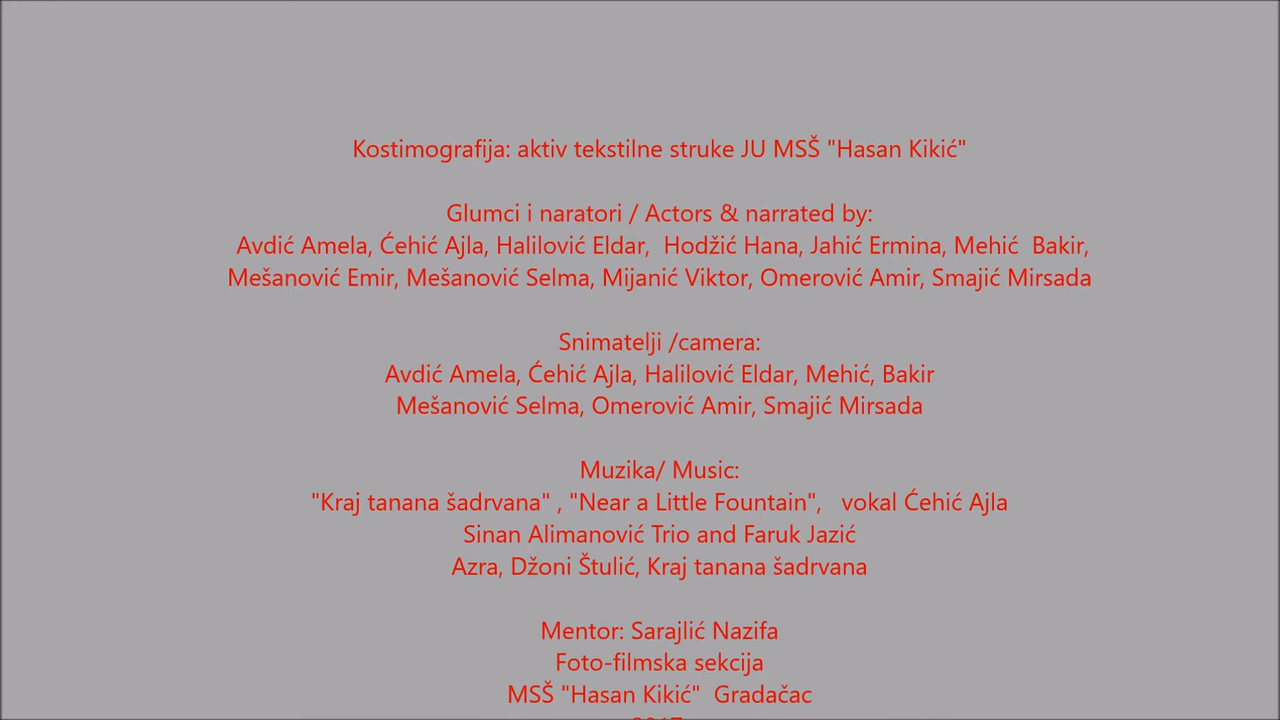 Kostimografija: aktiv tekstilne struke JU MSŠ "Hasan Kikić"
Glumci i naratori / Actors & narrated by:
Avdić Amela, Ćehić Ajla, Halilović Eldar,  Hodžić Hana, Jahić Ermina, Mehić  Bakir,
Mešanović Emir, Mešanović Selma, Mijanić Viktor, Omerović Amir, Smajić Mirsada
Snimatelji /camera:
Avdić Amela, Ćehić Ajla, Halilović Eldar, Mehić, Bakir
Mešanović Selma, Omerović Amir, Smajić Mirsada
Muzika/ Music:
"Kraj tanana šadrvana" , "Near a Little Fountain",   vokal Ćehić Ajla
Sinan Alimanović Trio and Faruk Jazić
Azra, Džoni Štulić, Kraj tanana šadrvana
Mentor: Sarajlić Nazifa
Foto-filmska sekcija
MSŠ "Hasan Kikić"  Gradačac